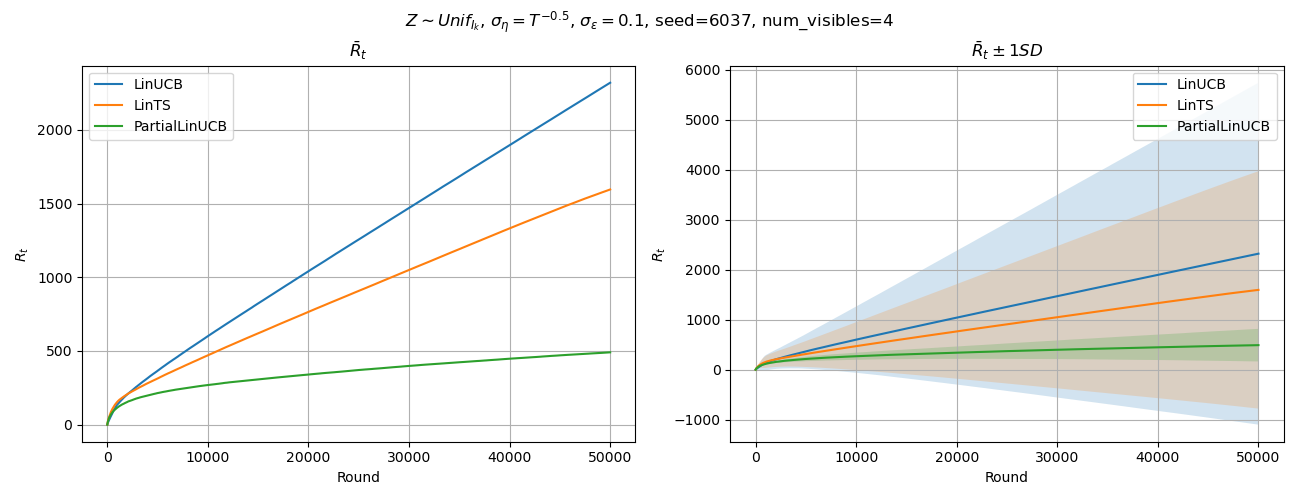 Z ∼ Unif_{I_k}, σ_η = T^{−0.5}, σ_ε = 0.1, seed=6037, num_visibles=4
R̄_t
LinUCB
LinTS
PartialLinUCB
2000
1500
1000
500
0
R_t
0
10000
20000
30000
40000
50000
Round
R̄_t ± 1SD
LinUCB
LinTS
PartialLinUCB
6000
5000
4000
3000
2000
1000
0
−1000
R_t
0
10000
20000
30000
40000
50000
Round